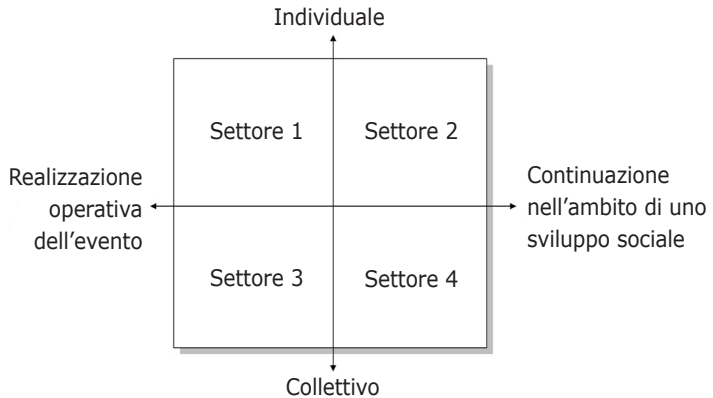 Individuale
Settore 1
Settore 2
Realizzazione
operativa
dell'evento
Continuazione
nell'ambito di uno
sviluppo sociale
Settore 3
Settore 4
Collettivo